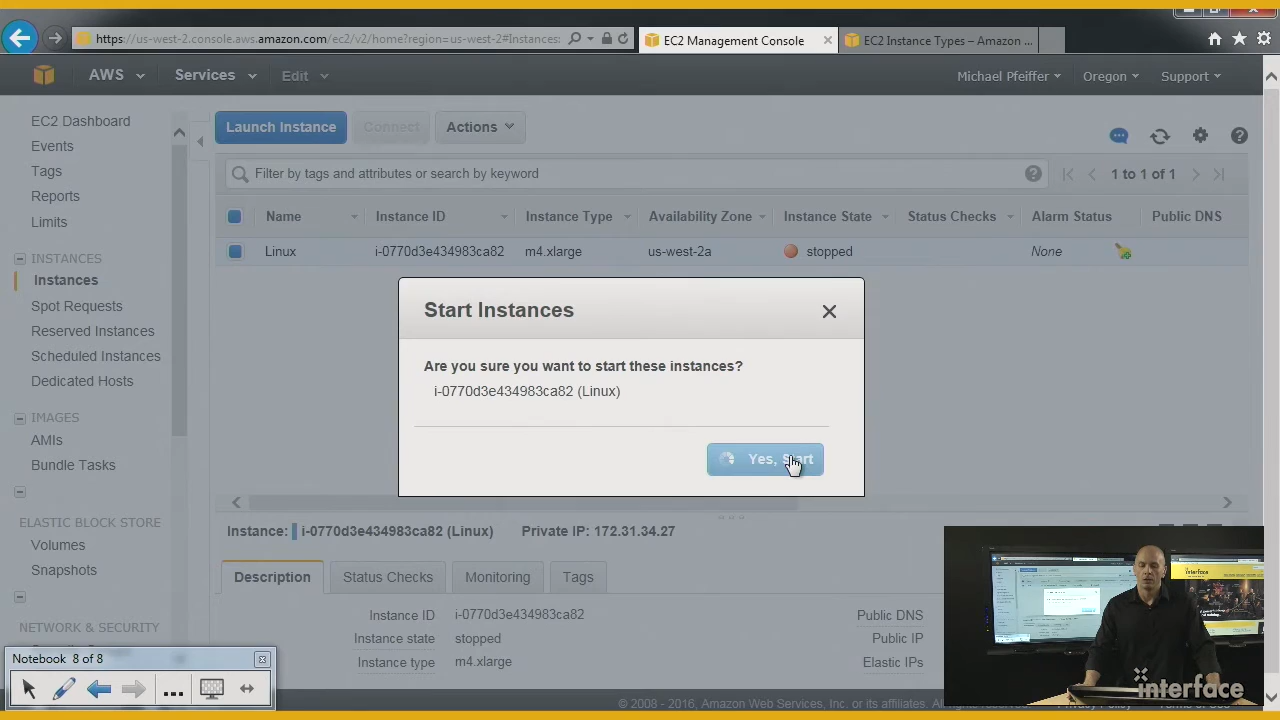 https://us-west-2.console.aws.amazon.com/ec2/v2/home?region=us-west-2#Instances:
EC2 Management Console
EC2 Instance Types – Amazon ...
AWS Services Edit Michael Pfeiffer Oregon Support
EC2 Dashboard
Events
Tags
Reports
Limits
INSTANCES
Instances
Spot Requests
Reserved Instances
Scheduled Instances
Dedicated Hosts
IMAGES
AMIs
Bundle Tasks
ELASTIC BLOCK STORE
Volumes
Snapshots
NETWORK & SECURITY
Launch Instance Connect Actions
Filter by tags and attributes or search by keyword
1 to 1 of 1
Name Instance ID Instance Type Availability Zone Instance State Status Checks Alarm Status Public DNS
Linux i-0770d3e434983ca82 m4.xlarge us-west-2a stopped None
Start Instances
Are you sure you want to start these instances?
i-0770d3e434983ca82 (Linux)
Yes, Start
Instance: i-0770d3e434983ca82 (Linux) Private IP: 172.31.34.27
Description Status Checks Monitoring Tags
Instance ID i-0770d3e434983ca82 Public DNS
Instance state stopped Public IP
Instance type m4.xlarge Elastic IPs
Notebook 8 of 8
© 2008 - 2016, Amazon Web Services, Inc. or its affiliates. All rights
interface
interface